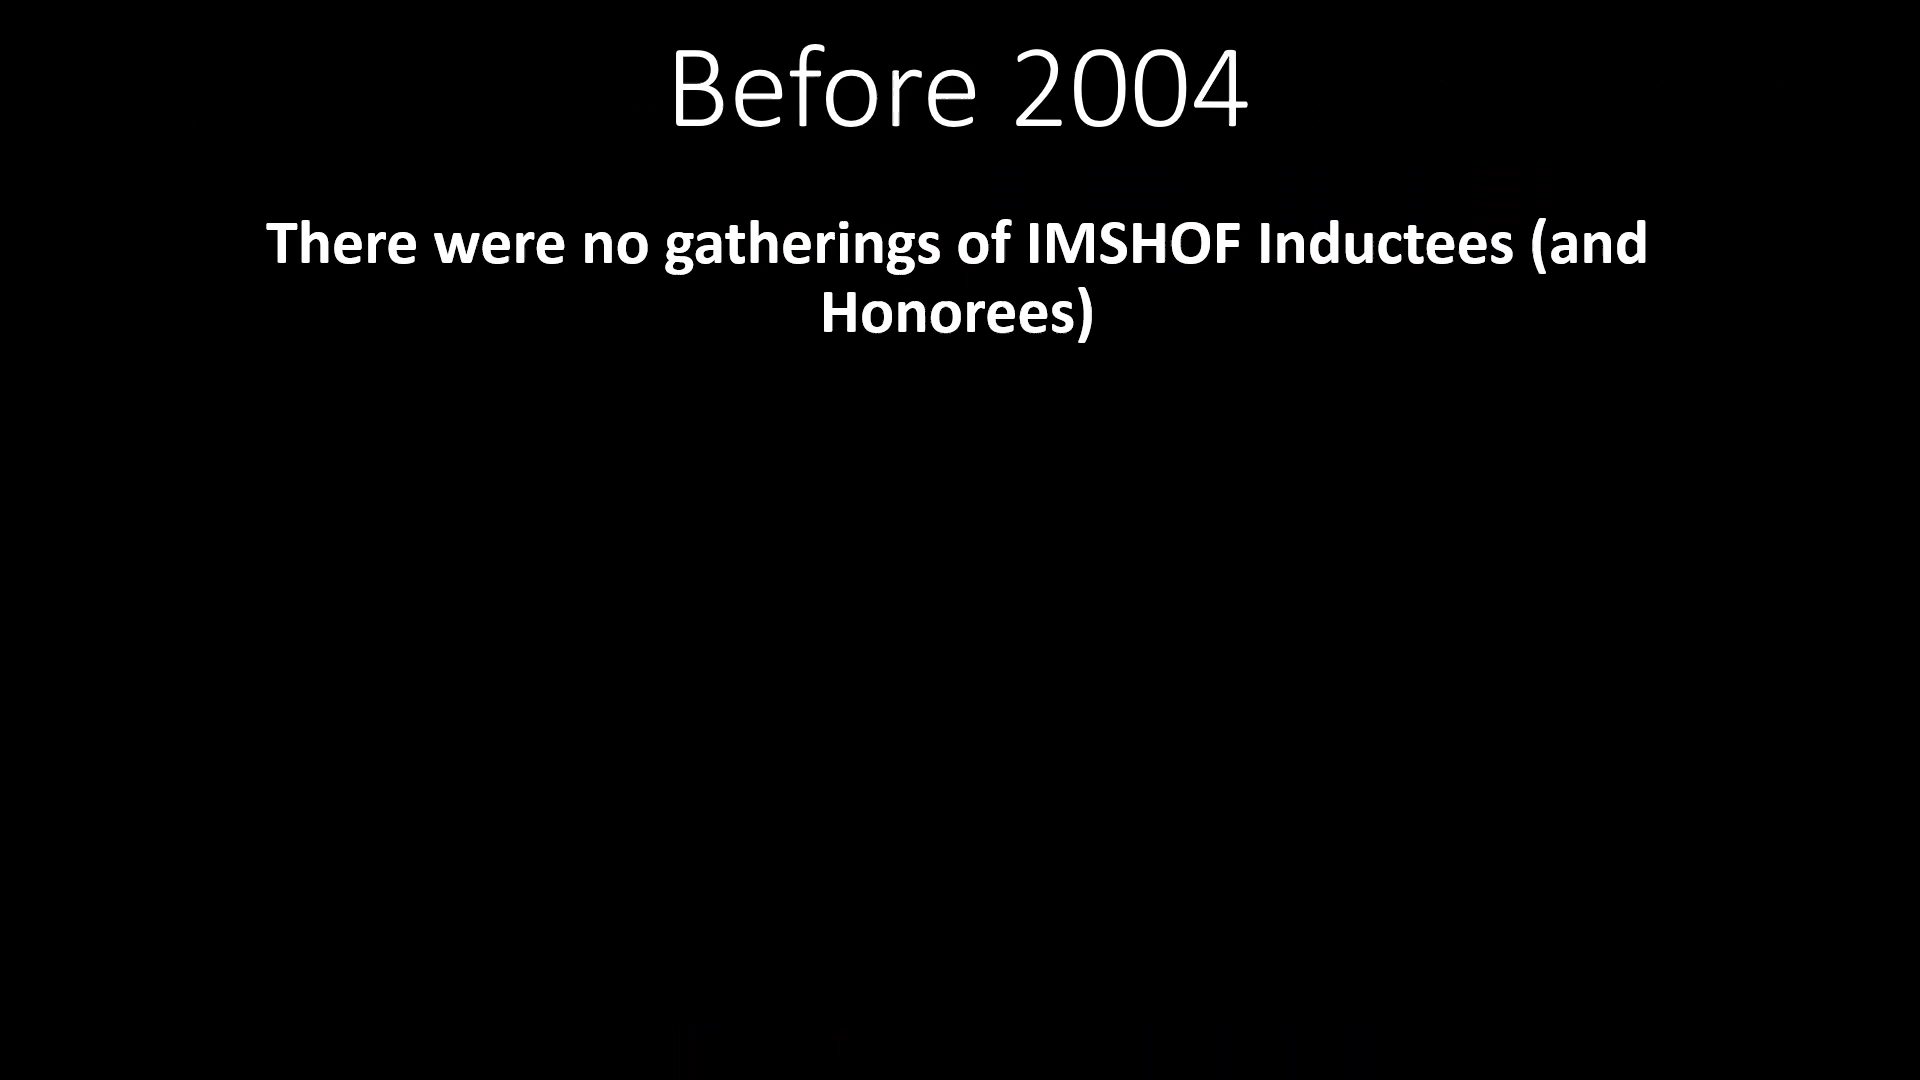 Before 2004
There were no gatherings of IMSHOF Inductees (and
Honorees)